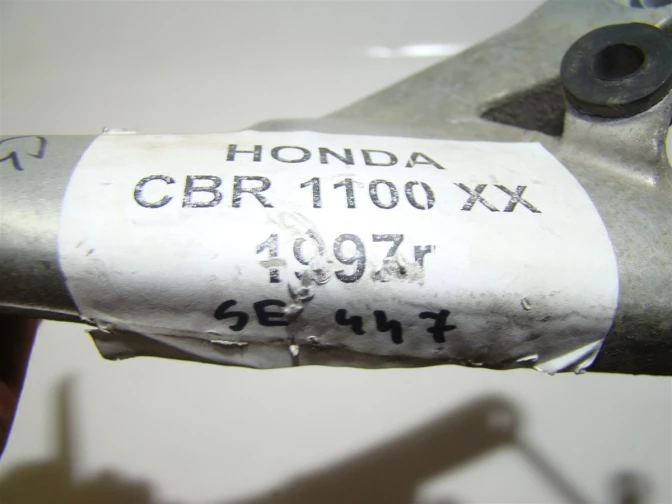 HONDA
CBR 1100 XX
1997r
SE 447